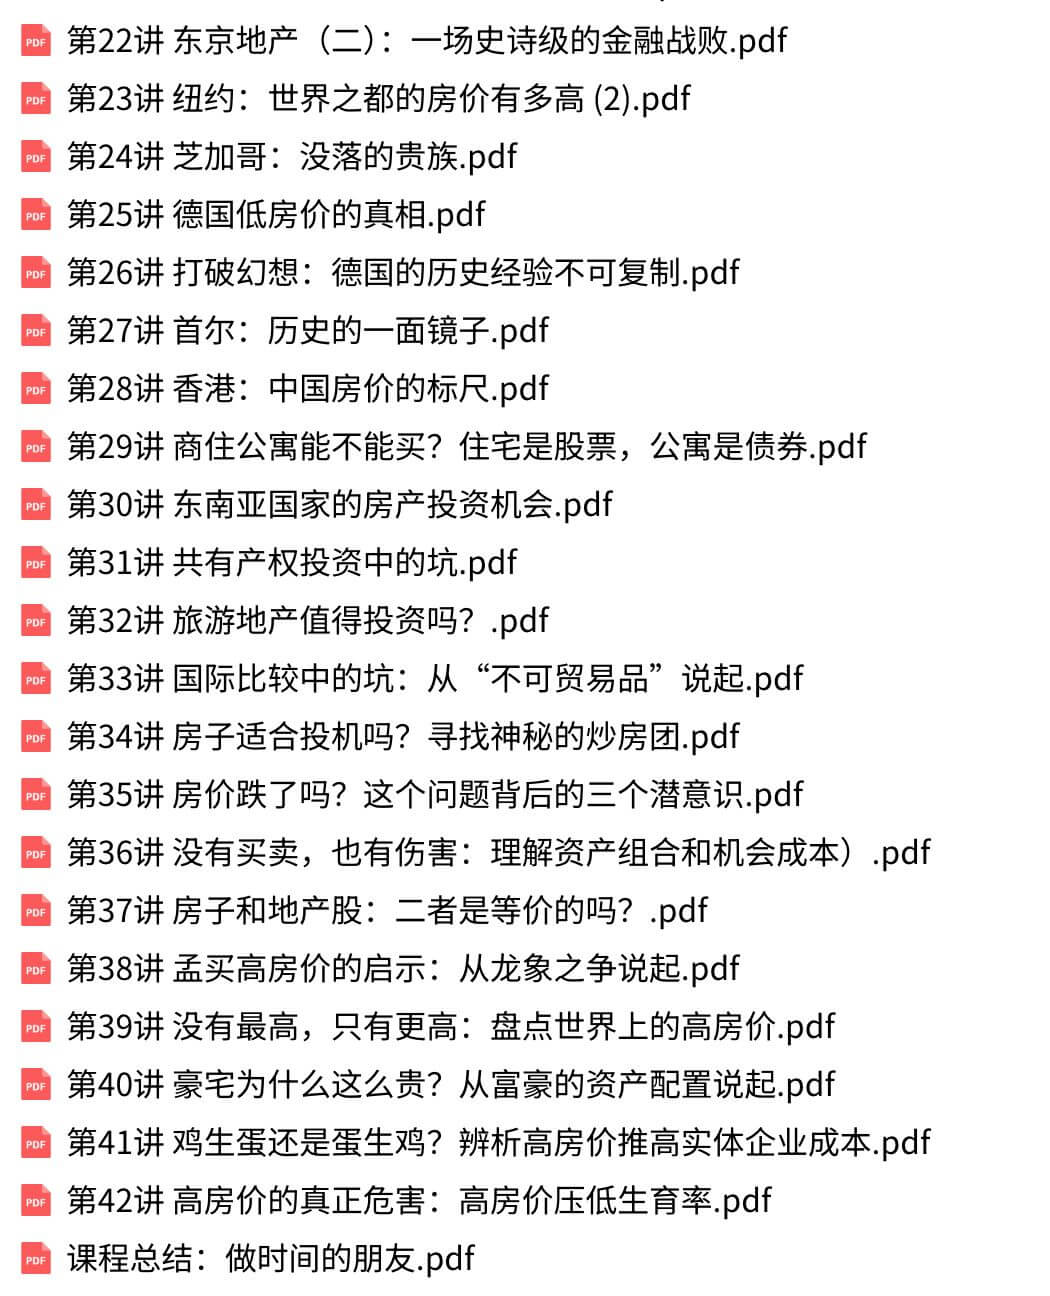 PDF 第22讲 东京地产（二）：一场史诗级的金融战败.pdf
PDF 第23讲 纽约：世界之都的房价有多高 (2).pdf
PDF 第24讲 芝加哥：没落的贵族.pdf
PDF 第25讲 德国低房价的真相.pdf
PDF 第26讲 打破幻想：德国的历史经验不可复制.pdf
PDF 第27讲 首尔：历史的一面镜子.pdf
PDF 第28讲 香港：中国房价的标尺.pdf
PDF 第29讲 商住公寓能不能买？住宅是股票，公寓是债券.pdf
PDF 第30讲 东南亚国家的房产投资机会.pdf
PDF 第31讲 共有产权投资中的坑.pdf
PDF 第32讲 旅游地产值得投资吗？.pdf
PDF 第33讲 国际比较中的坑：从“不可贸易品”说起.pdf
PDF 第34讲 房子适合投机吗？寻找神秘的炒房团.pdf
PDF 第35讲 房价跌了吗？这个问题背后的三个潜意识.pdf
PDF 第36讲 没有买卖，也有伤害：理解资产组合和机会成本）.pdf
PDF 第37讲 房子和地产股：二者是等价的吗？.pdf
PDF 第38讲 孟买高房价的启示：从龙象之争说起.pdf
PDF 第39讲 没有最高，只有更高：盘点世界上的高房价.pdf
PDF 第40讲 豪宅为什么这么贵？从富豪的资产配置说起.pdf
PDF 第41讲 鸡生蛋还是蛋生鸡？辨析高房价推高实体企业成本.pdf
PDF 第42讲 高房价的真正危害：高房价压低生育率.pdf
PDF 课程总结：做时间的朋友.pdf